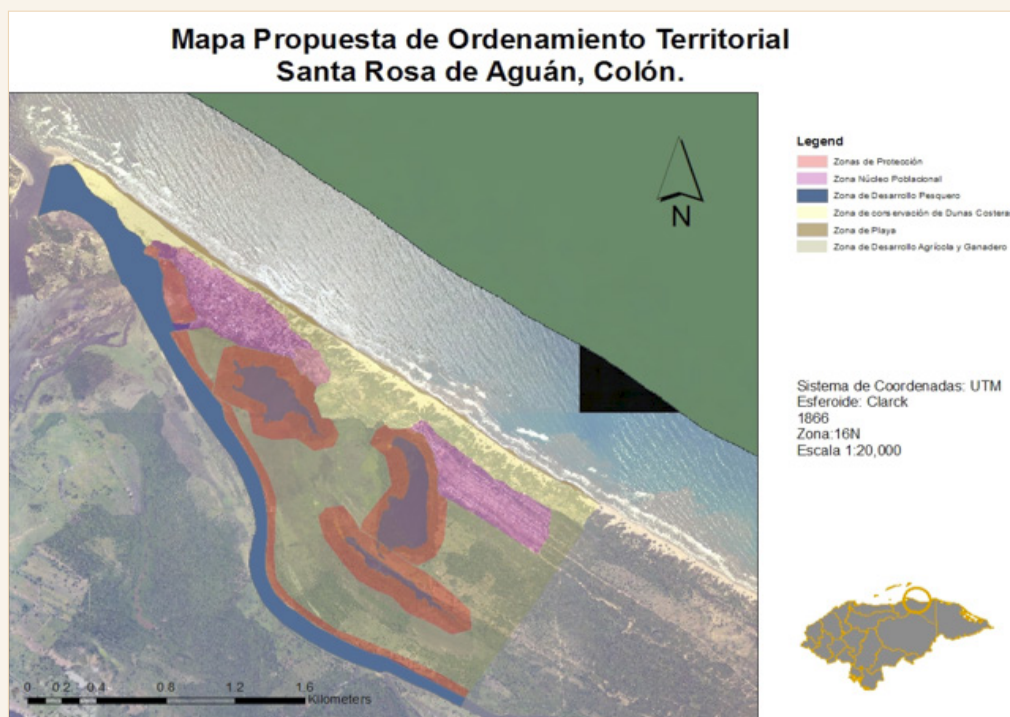 Mapa Propuesta de Ordenamiento Territorial
Santa Rosa de Aguán, Colón.
N
Legend
Zonas de Protección
Zona Núcleo Poblacional
Zona de Desarrollo Pesquero
Zona de conservación de Dunas Costera
Zona de Playa
Zona de Desarrollo Agrícola y Ganadero
Sistema de Coordenadas: UTM
Esferoide: Clarck
1866
Zona:16N
Escala 1:20,000
0 0.2 0.4 0.8 1.2 1.6
Kilometers